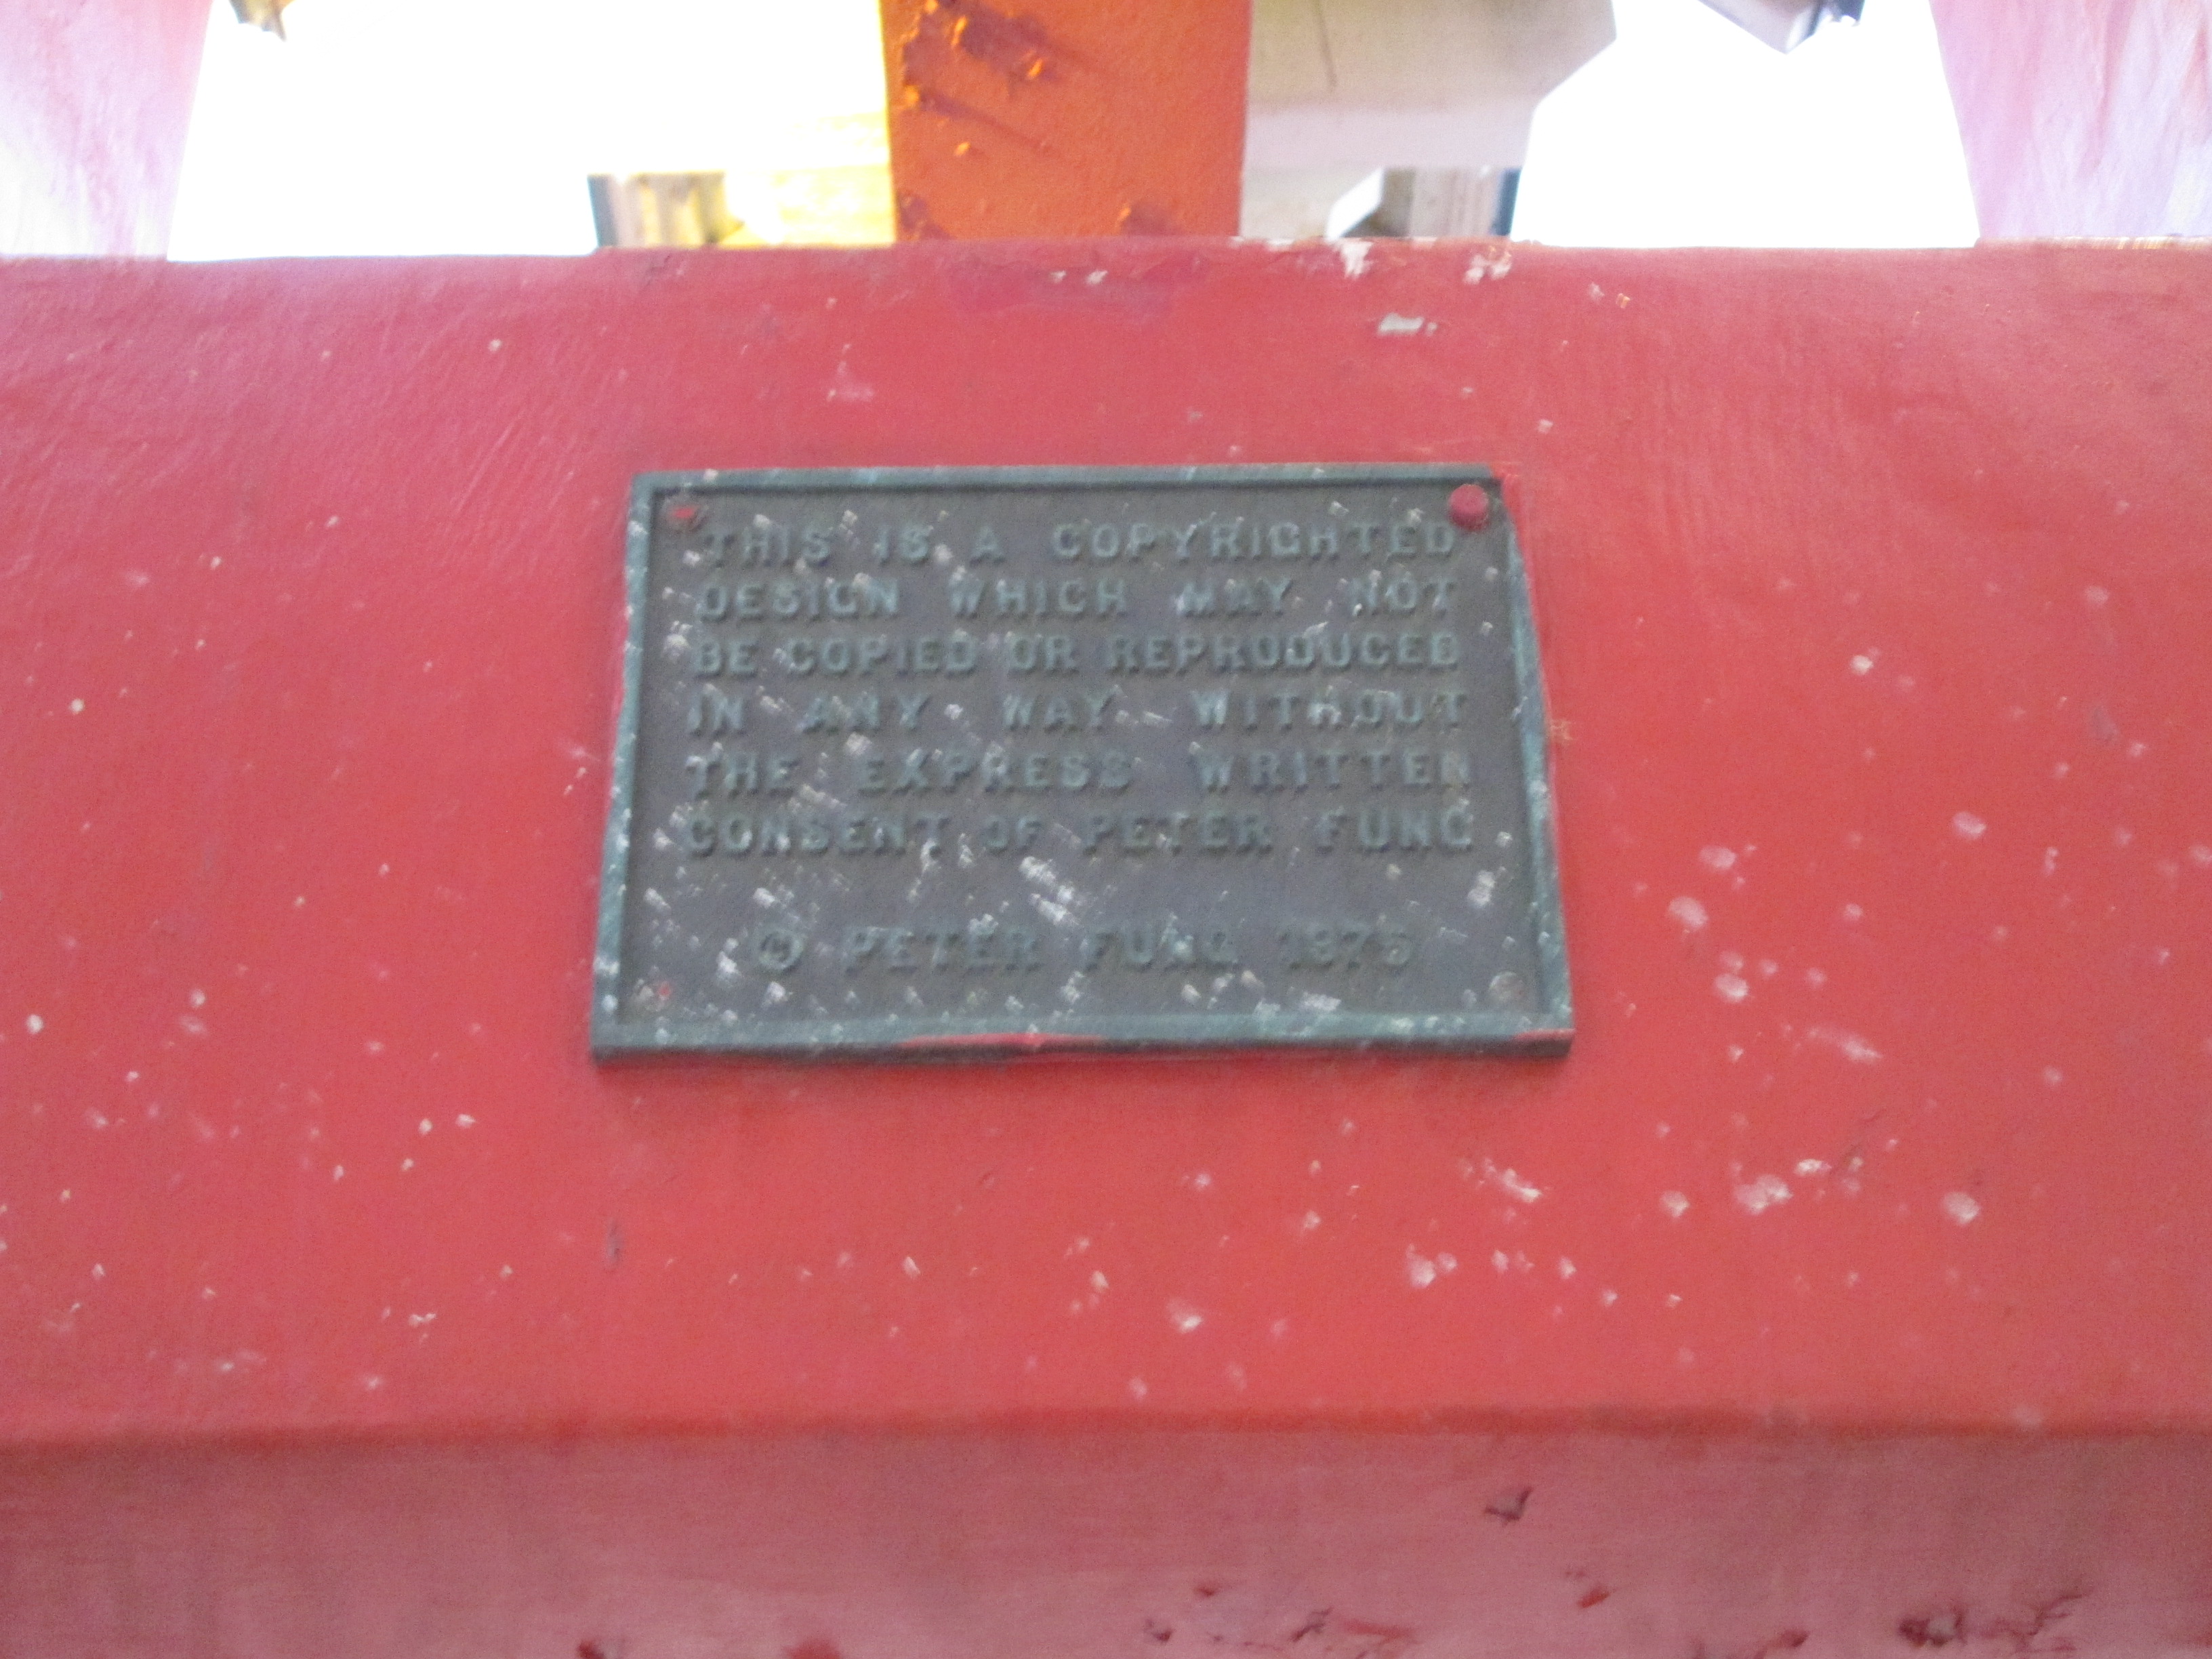 THIS IS A COPYRIGHTED
DESIGN WHICH MAY NOT
BE COPIED OR REPRODUCED
IN ANY WAY WITHOUT
THE EXPRESS WRITTEN
CONSENT OF PETER FUNG
© PETER FUNG 1975